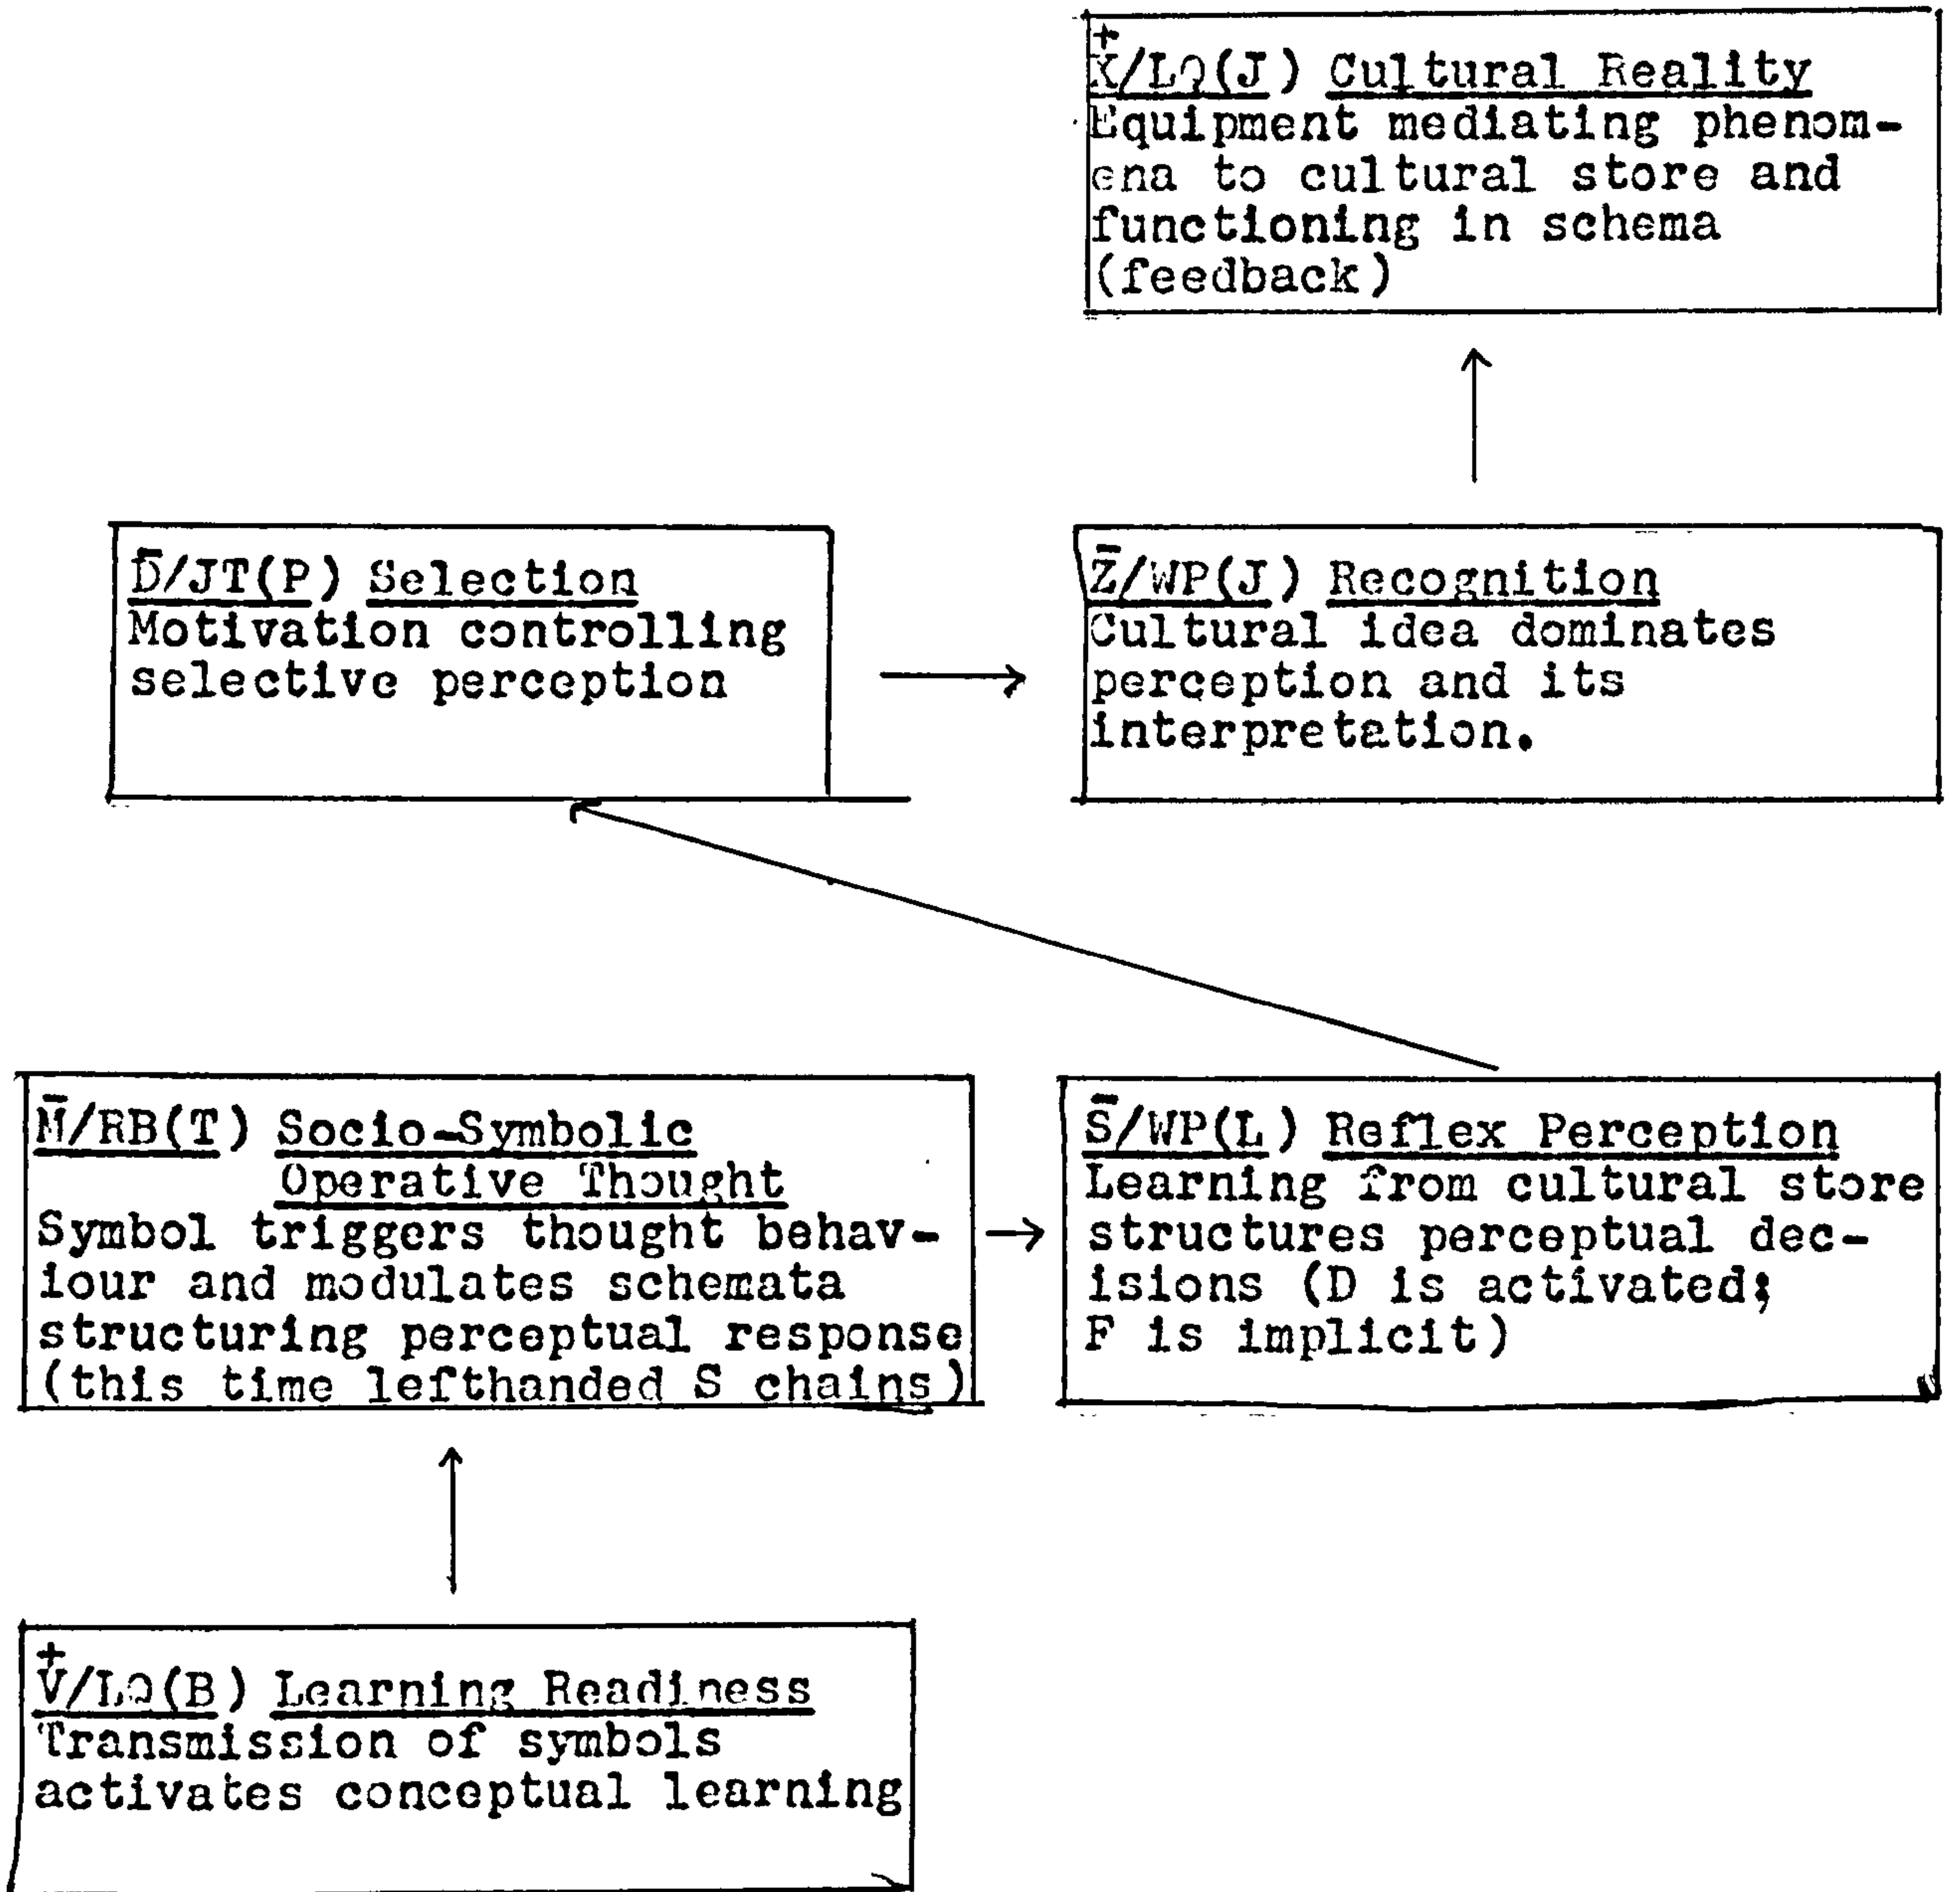 +
K/LQ(J) Cultural Reality
Equipment mediating phenom-
ena to cultural store and
functioning in schema
(feedback)
D̄/JT(P) Selection
Motivation controlling
selective perception
Z̄/WP(J) Recognition
Cultural idea dominates
perception and its
interpretation.
M̄/RB(T) Socio-Symbolic
Operative Thought
Symbol triggers thought behav-
iour and modulates schemata
structuring perceptual response
(this time lefthanded S chains)
S̄/WP(L) Reflex Perception
Learning from cultural store
structures perceptual dec-
isions (D is activated;
F is implicit)
+
V/LQ(B) Learning Readiness
Transmission of symbols
activates conceptual learning